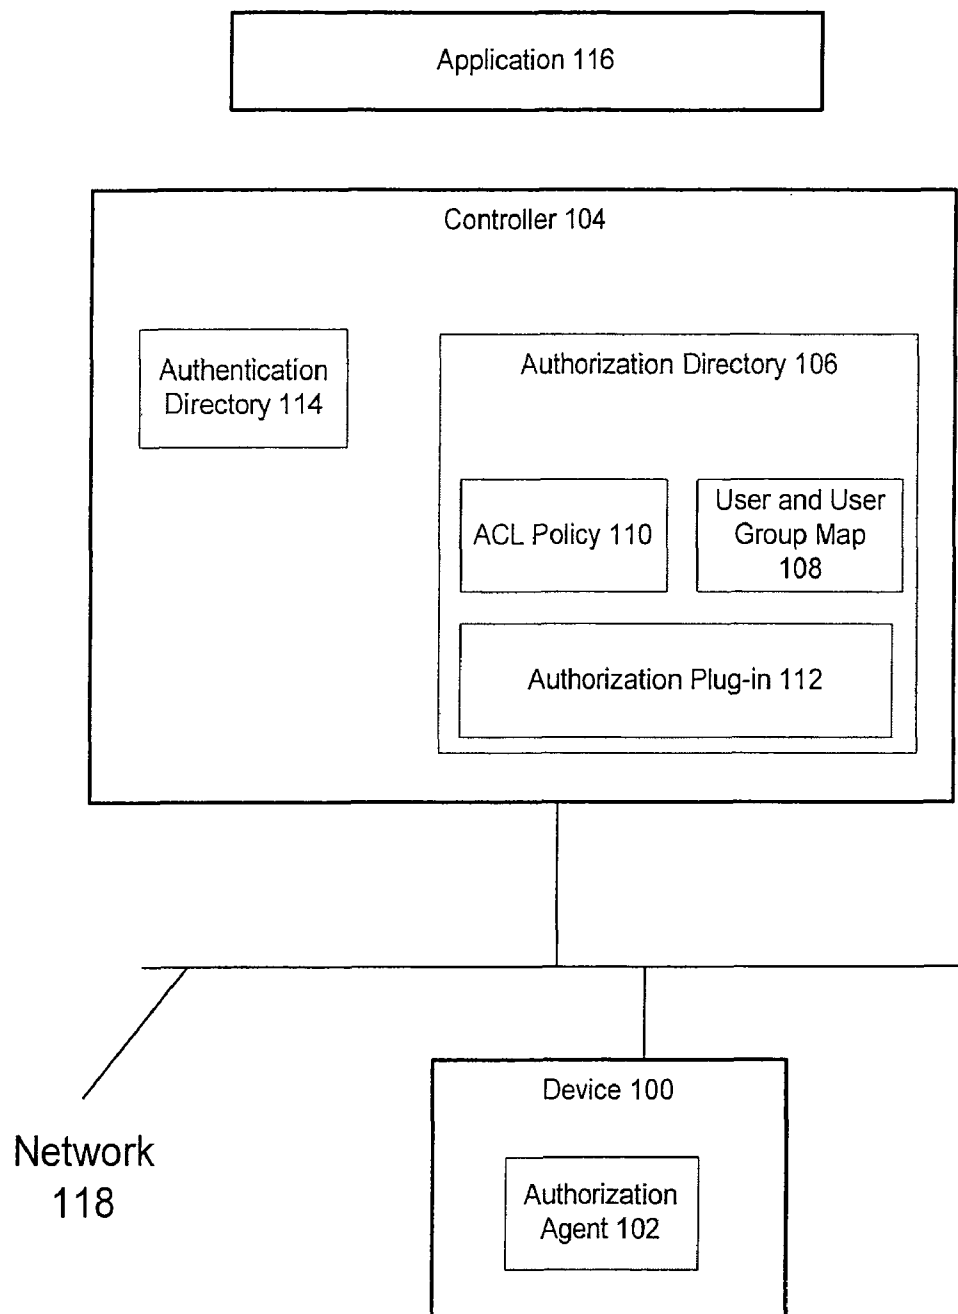 Application 116
Controller 104
Authentication
Directory 114
Authorization Directory 106
ACL Policy 110
User and User
Group Map
108
Authorization Plug-in 112
Network
118
Device 100
Authorization
Agent 102